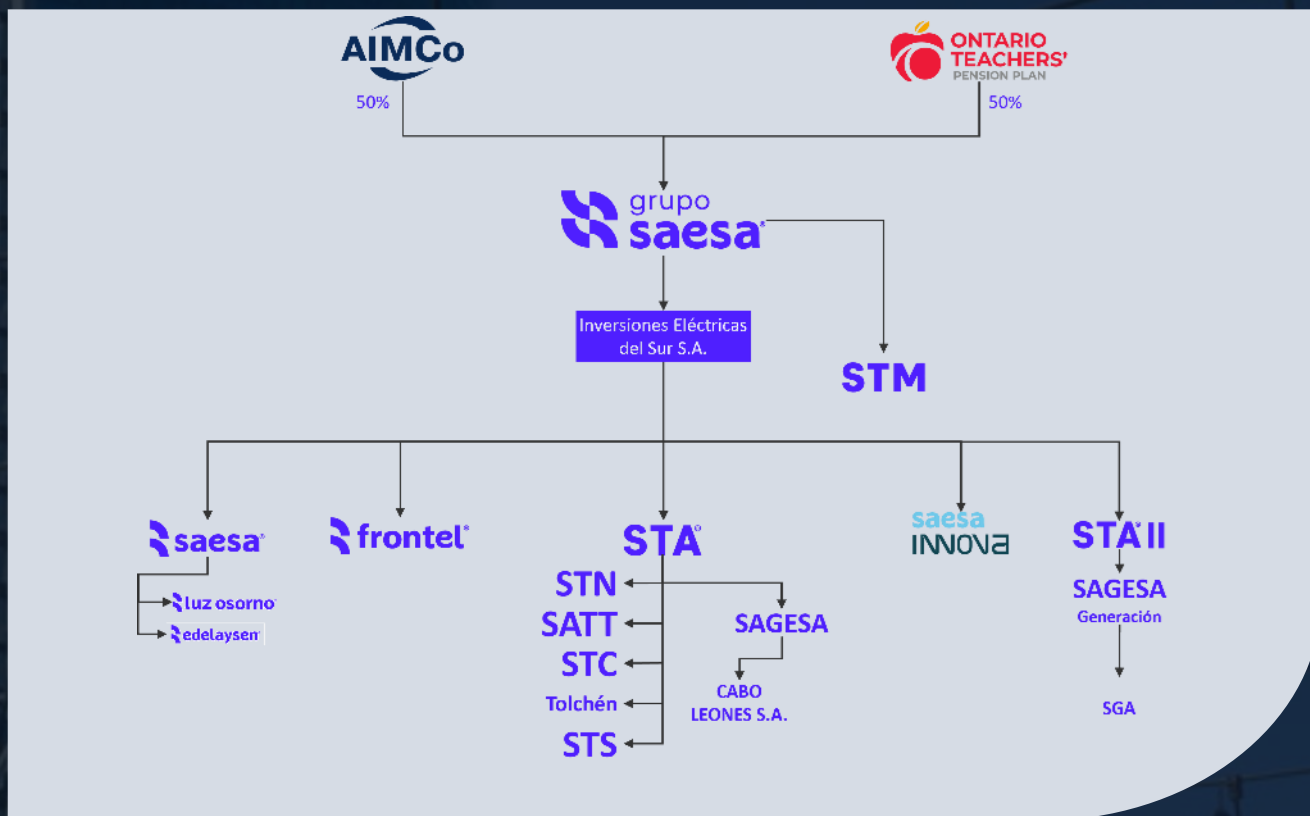 AIMCo
ONTARIO
TEACHERS'
PENSION PLAN
50%
50%
grupo
saesa
Inversiones Eléctricas
del Sur S.A.
STM
saesa
frontel
STA
saesa
INNOVA
STA II
luz osorno
edelaysen
STN
SATT
STC
Tolchén
STS
SAGESA
CABO
LEONES S.A.
SAGESA
Generación
SGA